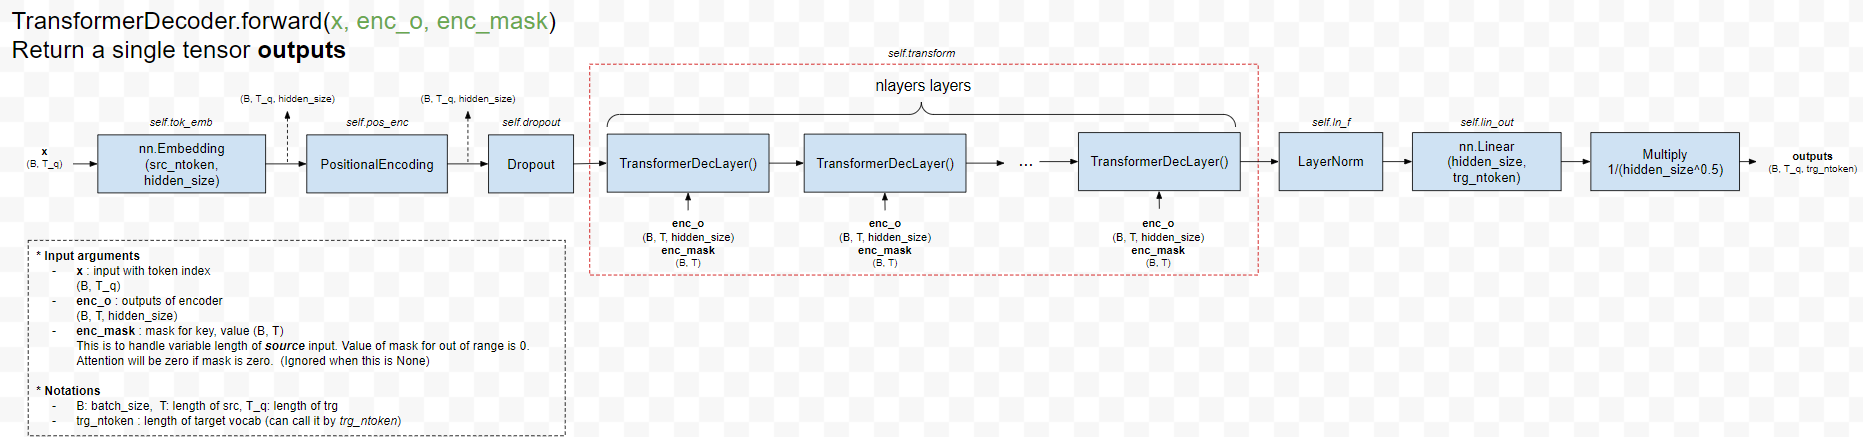 TransformerDecoder.forward(x, enc_o, enc_mask)
Return a single tensor outputs
self.transform
nlayers layers
(B, T_q, hidden_size)
(B, T_q, hidden_size)
self.tok_emb
self.pos_enc
self.dropout
self.ln_f
self.lin_out
x
(B, T_q)
nn.Embedding
(src_ntoken,
hidden_size)
PositionalEncoding
Dropout
TransformerDecLayer()
TransformerDecLayer()
...
TransformerDecLayer()
LayerNorm
nn.Linear
(hidden_size,
trg_ntoken)
Multiply
1/(hidden_size^0.5)
outputs
(B, T_q, trg_ntoken)
enc_o
(B, T, hidden_size)
enc_mask
(B, T)
enc_o
(B, T, hidden_size)
enc_mask
(B, T)
enc_o
(B, T, hidden_size)
enc_mask
(B, T)
* Input arguments
- x : input with token index
(B, T_q)
- enc_o : outputs of encoder
(B, T, hidden_size)
- enc_mask : mask for key, value (B, T)
This is to handle variable length of source input. Value of mask for out of range is 0.
Attention will be zero if mask is zero. (Ignored when this is None)
* Notations
- B: batch_size, T: length of src, T_q: length of trg
- trg_ntoken : length of target vocab (can call it by trg_ntoken)